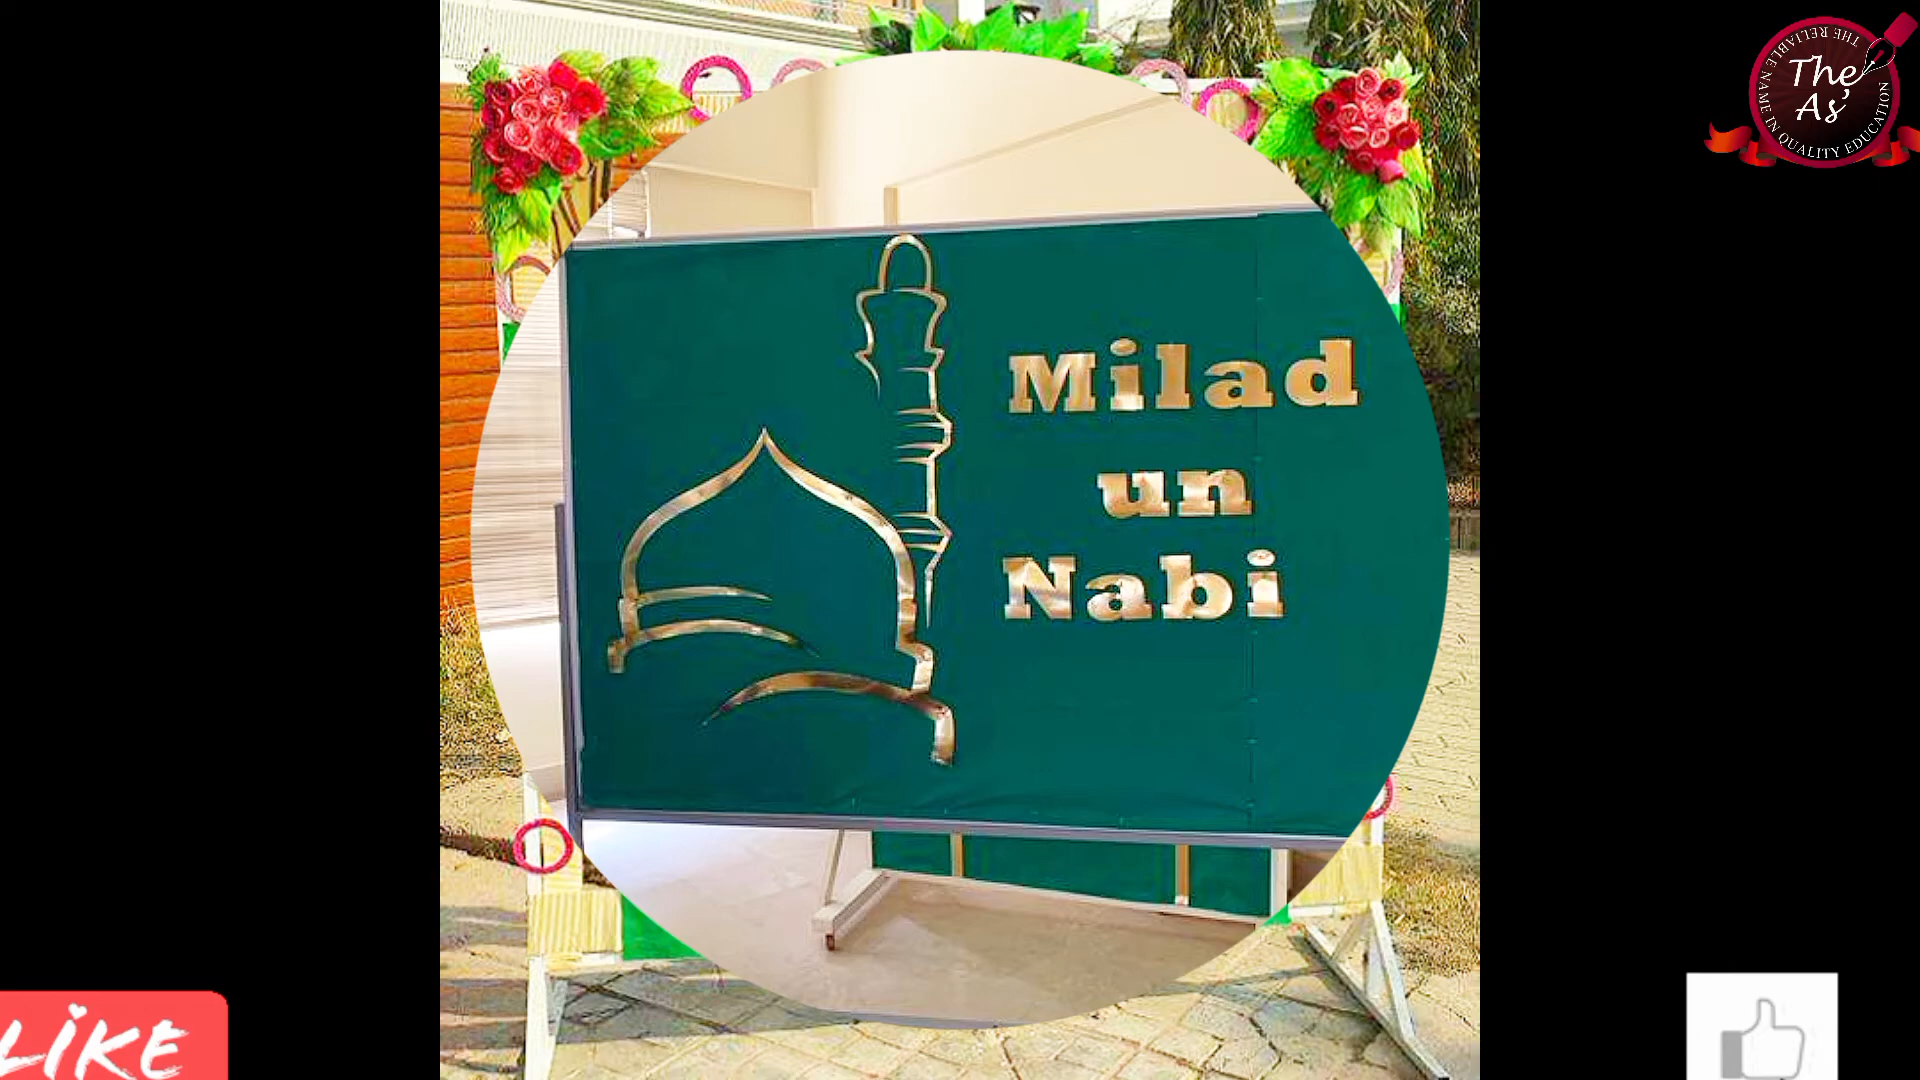 The
As'
THE RELIABLE NAME IN QUALITY EDUCATION
Milad
un
Nabi
LiKE